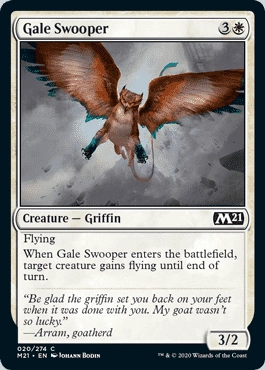 Gale Swooper 3
Creature — Griffin M21
Flying
When Gale Swooper enters the battlefield,
target creature gains flying until end of
turn.
“Be glad the griffin set you back on your feet
when it was done with you. My goat wasn’t
so lucky.”
—Arram, goatherd
3/2
020/274 C
M21 • EN Johann Bodin ™ & © 2020 Wizards of the Coast